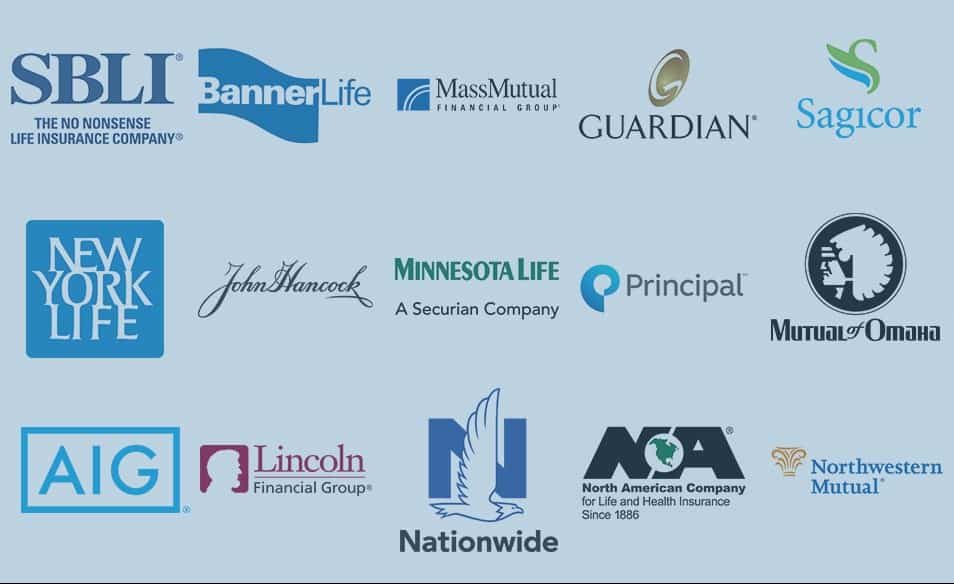 SBLI®
THE NO NONSENSE
LIFE INSURANCE COMPANY®
BannerLife
MassMutual
FINANCIAL GROUP®
GUARDIAN®
Sagicor
NEW
YORK
LIFE
John Hancock
MINNESOTA LIFE
A Securian Company
Principal℠
MUTUAL of OMAHA
AIG®
Lincoln
Financial Group®
Nationwide
NA®
North American Company
for Life and Health Insurance
Since 1886
Northwestern
Mutual®